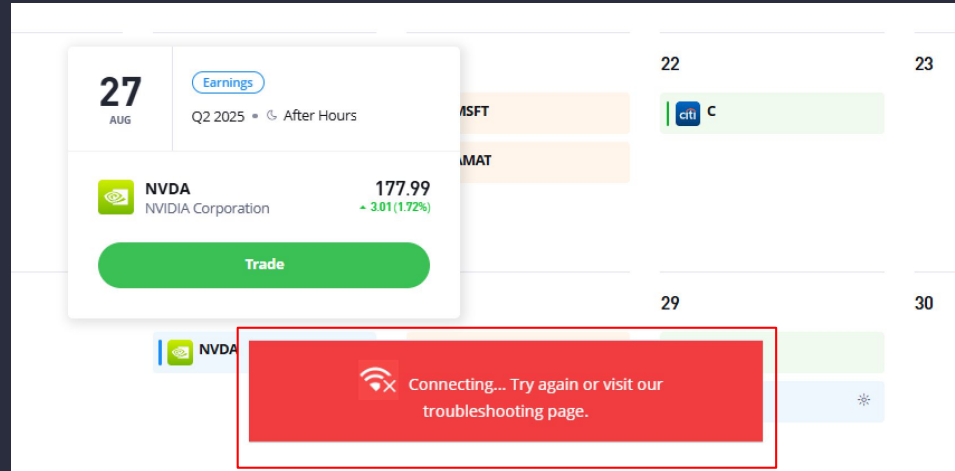 27
AUG
Earnings
Q2 2025 • After Hours
NVDA
NVIDIA Corporation
177.99
3.01 (1.72%)
Trade
MSFT
AMAT
22
citi C
23
29
30
NVDA
Connecting... Try again or visit our
troubleshooting page.